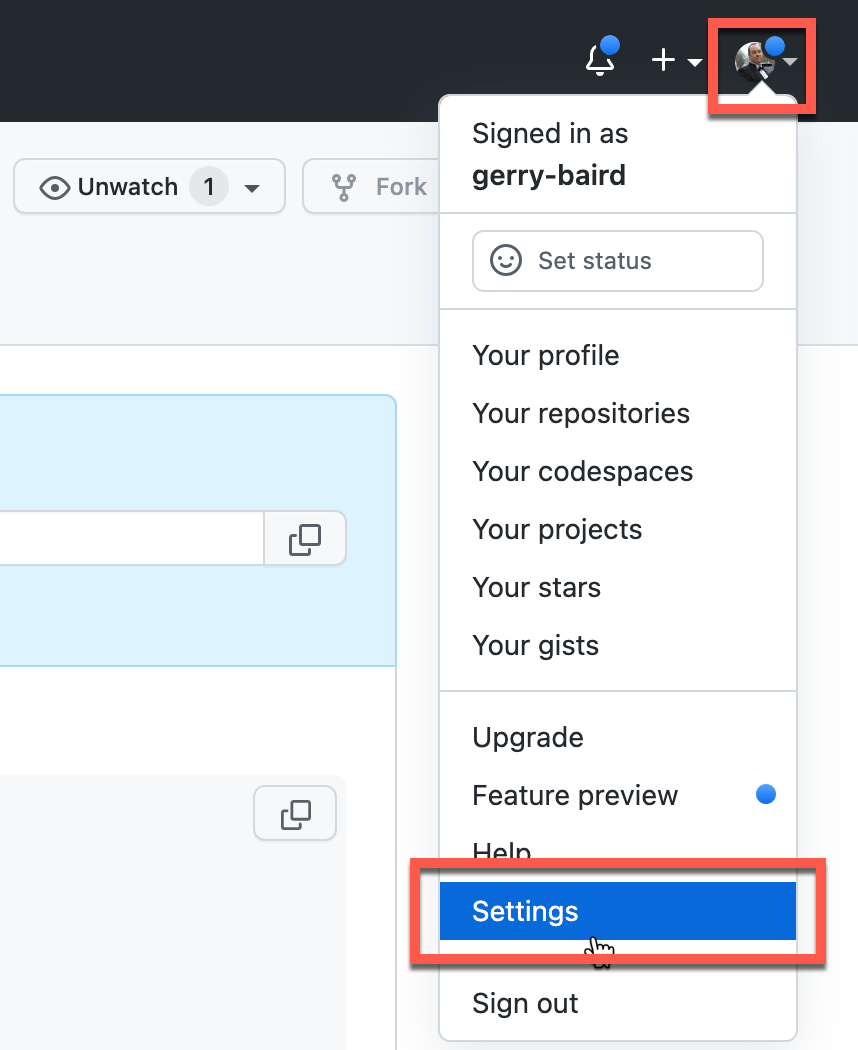 Unwatch 1
Fork
Signed in as
gerry-baird
Set status
Your profile
Your repositories
Your codespaces
Your projects
Your stars
Your gists
Upgrade
Feature preview
Help
Settings
Sign out